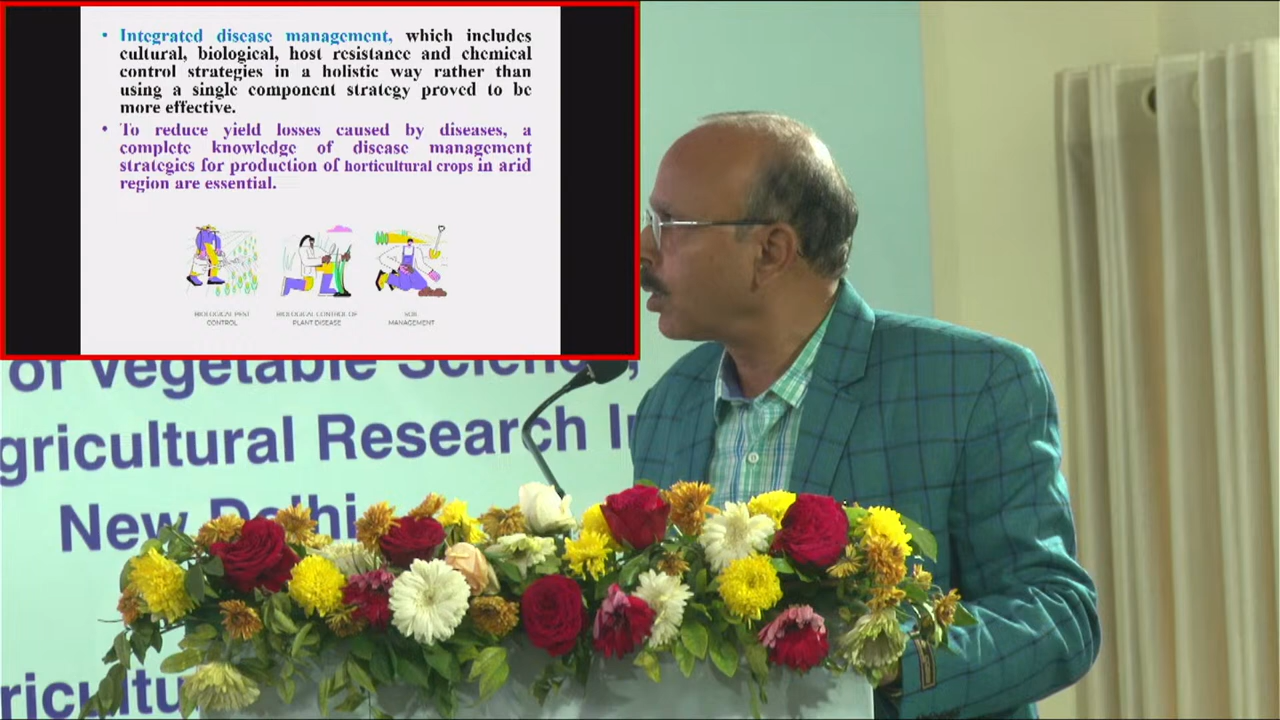 • Integrated disease management, which includes
cultural, biological, host resistance and chemical
control strategies in a holistic way rather than
using a single component strategy proved to be
more effective.
• To reduce yield losses caused by diseases, a
complete knowledge of disease management
strategies for production of horticultural crops in arid
region are essential.
BIOLOGICAL PEST
CONTROL
BIOLOGICAL CONTROL OF
PLANT DISEASE
SOIL
MANAGEMENT
of Vegetable Science,
gricultural Research In
New Delhi
ricultu